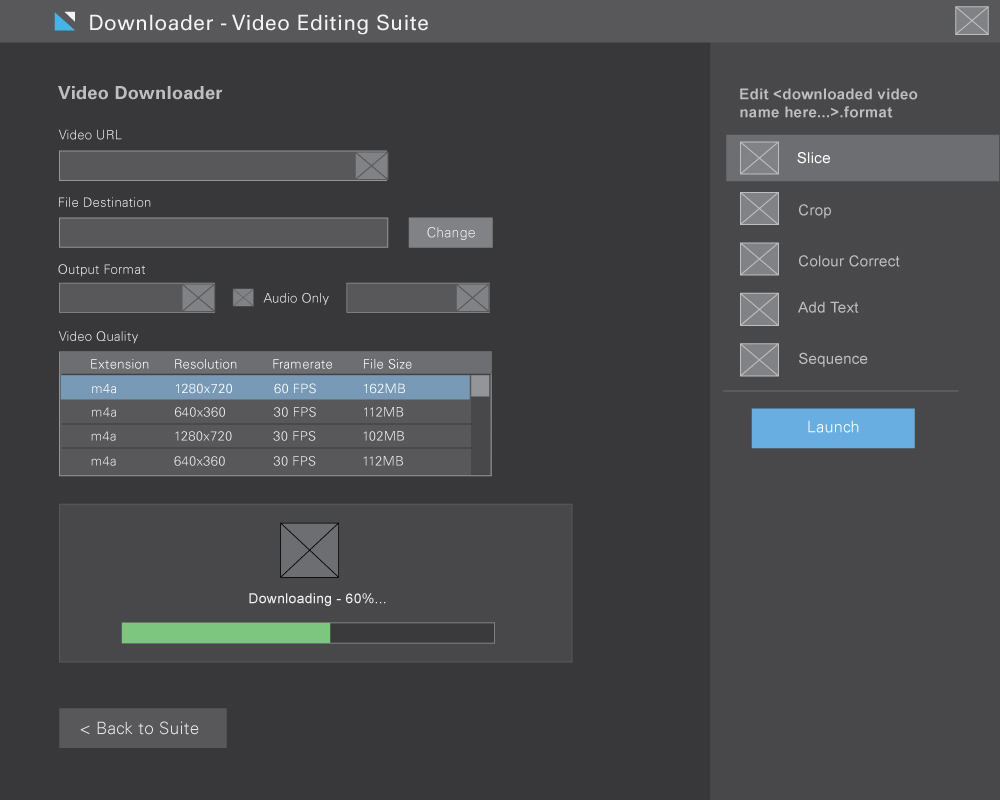 Downloader - Video Editing Suite
Video Downloader
Video URL
File Destination
Change
Output Format
Audio Only
Video Quality
Extension Resolution Framerate File Size
m4a 1280x720 60 FPS 162MB
m4a 640x360 30 FPS 112MB
m4a 1280x720 30 FPS 102MB
m4a 640x360 30 FPS 112MB
Downloading - 60%...
< Back to Suite
Edit <downloaded video
name here...>.format
Slice
Crop
Colour Correct
Add Text
Sequence
Launch